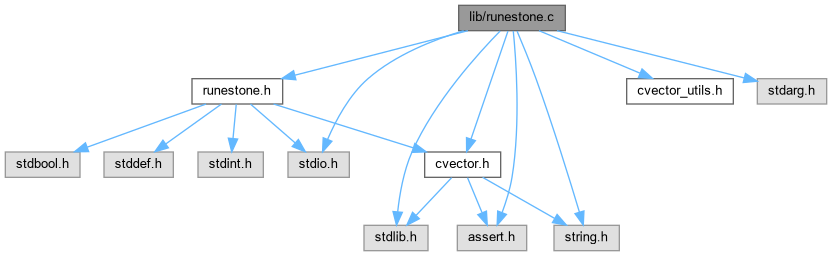 lib/runestone.c
runestone.h
cvector_utils.h
stdarg.h
stdbool.h
stddef.h
stdint.h
stdio.h
cvector.h
stdlib.h
assert.h
string.h